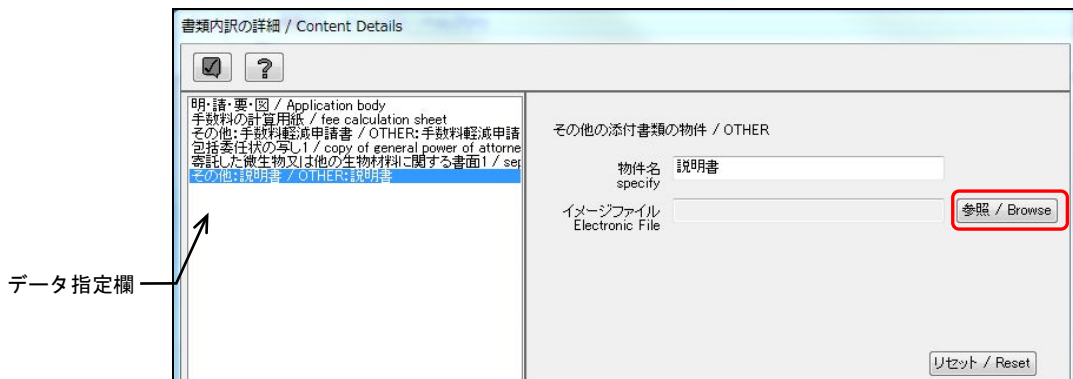 書類内訳の詳細 / Content Details
?
明・請・要・図 / Application body
手数料の計算用紙 / fee calculation sheet
その他:手数料軽減申請書 / OTHER:手数料軽減申請
包括委任状の写し1 / copy of general power of attorne
寄託した微生物又は他の生物材料に関する書面1 / sep
その他:説明書 / OTHER:説明書
データ指定欄
その他の添付書類の物件 / OTHER
物件名 説明書
specify
イメージファイル 参照 / Browse
Electronic File
リセット / Reset